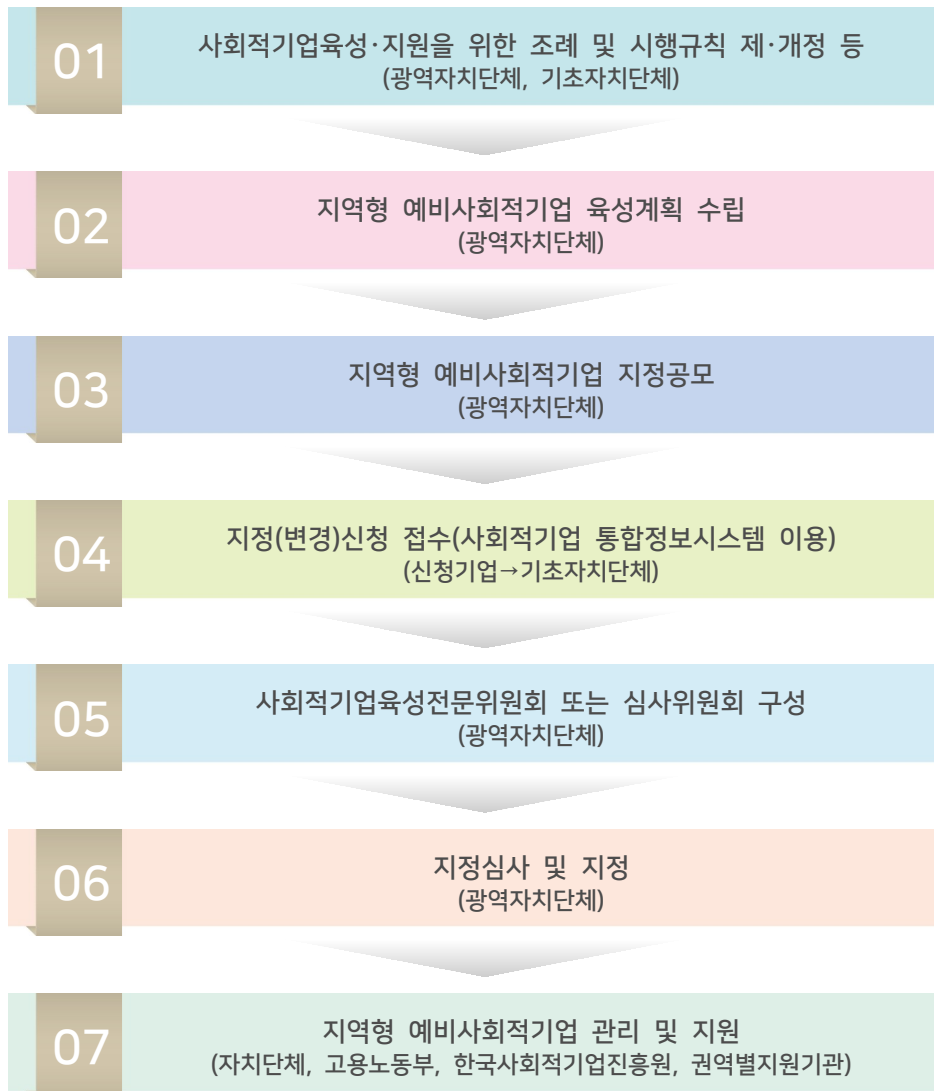 01
사회적기업육성·지원을 위한 조례 및 시행규칙 제·개정 등
(광역자치단체, 기초자치단체)
02
지역형 예비사회적기업 육성계획 수립
(광역자치단체)
03
지역형 예비사회적기업 지정공모
(광역자치단체)
04
지정(변경)신청 접수(사회적기업 통합정보시스템 이용)
(신청기업→기초자치단체)
05
사회적기업육성전문위원회 또는 심사위원회 구성
(광역자치단체)
06
지정심사 및 지정
(광역자치단체)
07
지역형 예비사회적기업 관리 및 지원
(자치단체, 고용노동부, 한국사회적기업진흥원, 권역별지원기관)